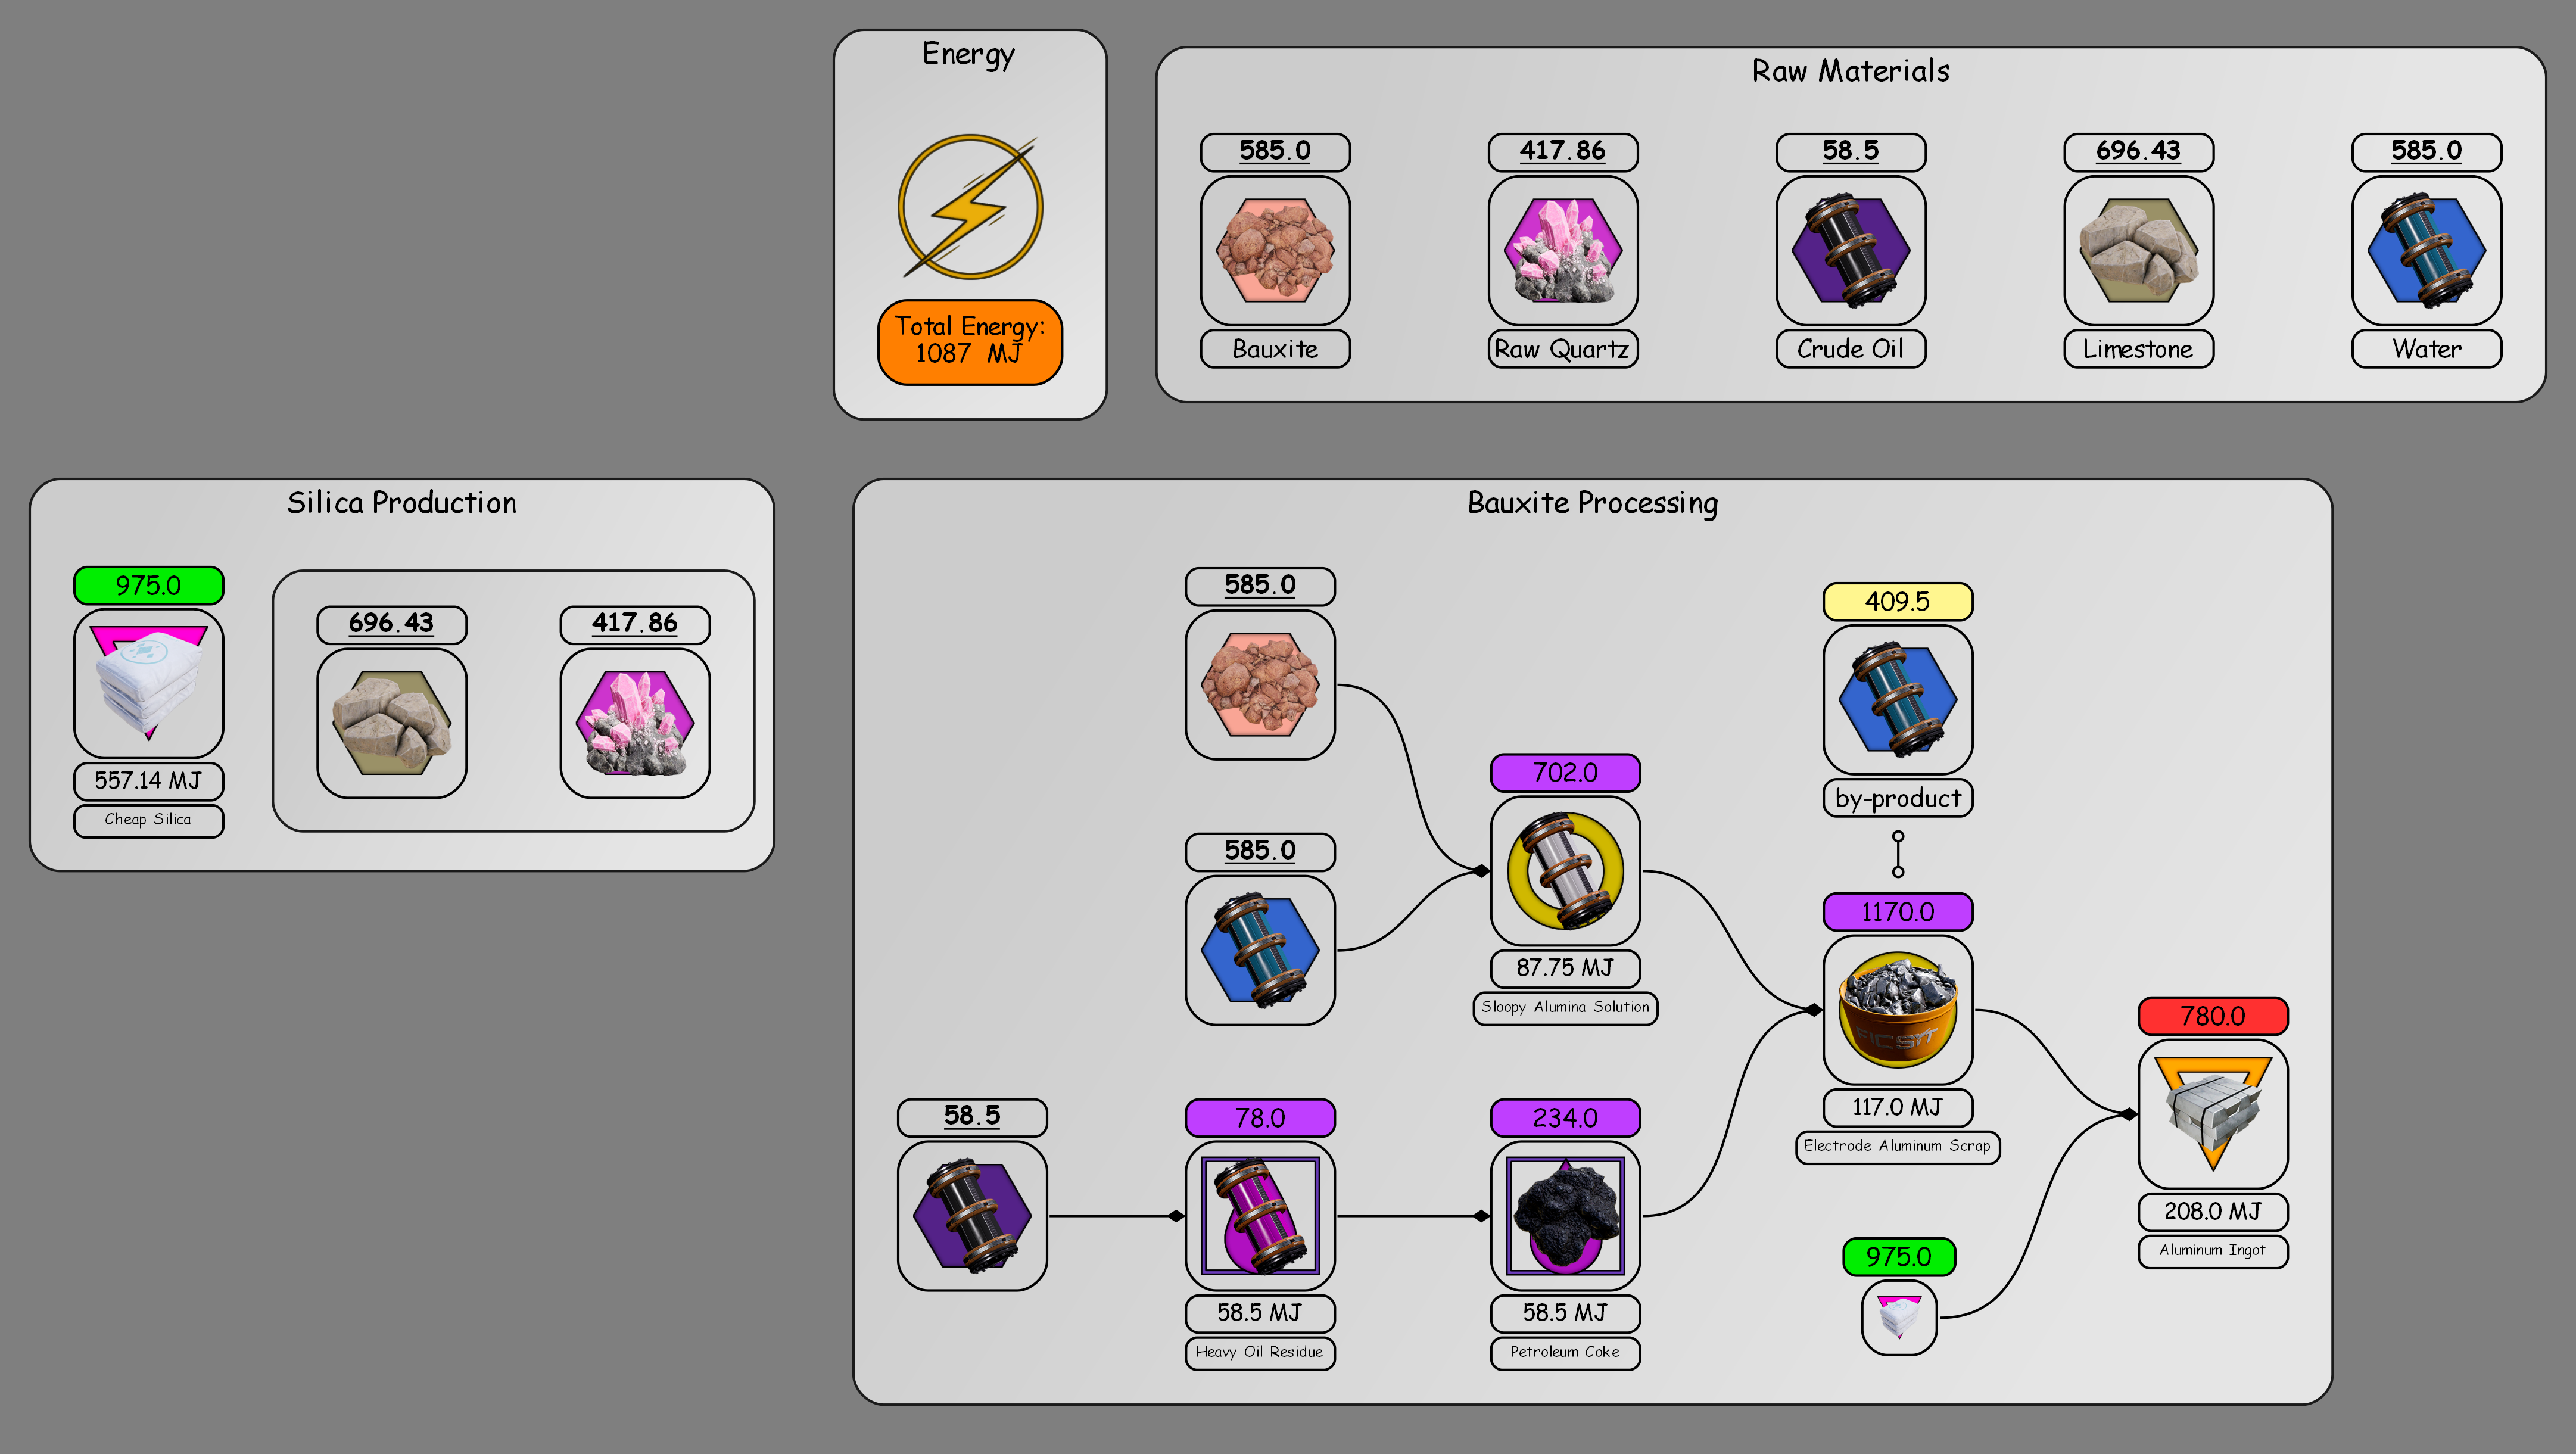 Energy
Total Energy:
1087 MJ
Raw Materials
585.0
417.86
58.5
696.43
585.0
Bauxite
Raw Quartz
Crude Oil
Limestone
Water
Silica Production
975.0
557.14 MJ
Cheap Silica
696.43
417.86
Bauxite Processing
585.0
585.0
702.0
87.75 MJ
Sloopy Alumina Solution
409.5
by-product
1170.0
FICSIT
117.0 MJ
Electrode Aluminum Scrap
58.5
78.0
58.5 MJ
Heavy Oil Residue
234.0
58.5 MJ
Petroleum Coke
975.0
780.0
208.0 MJ
Aluminum Ingot